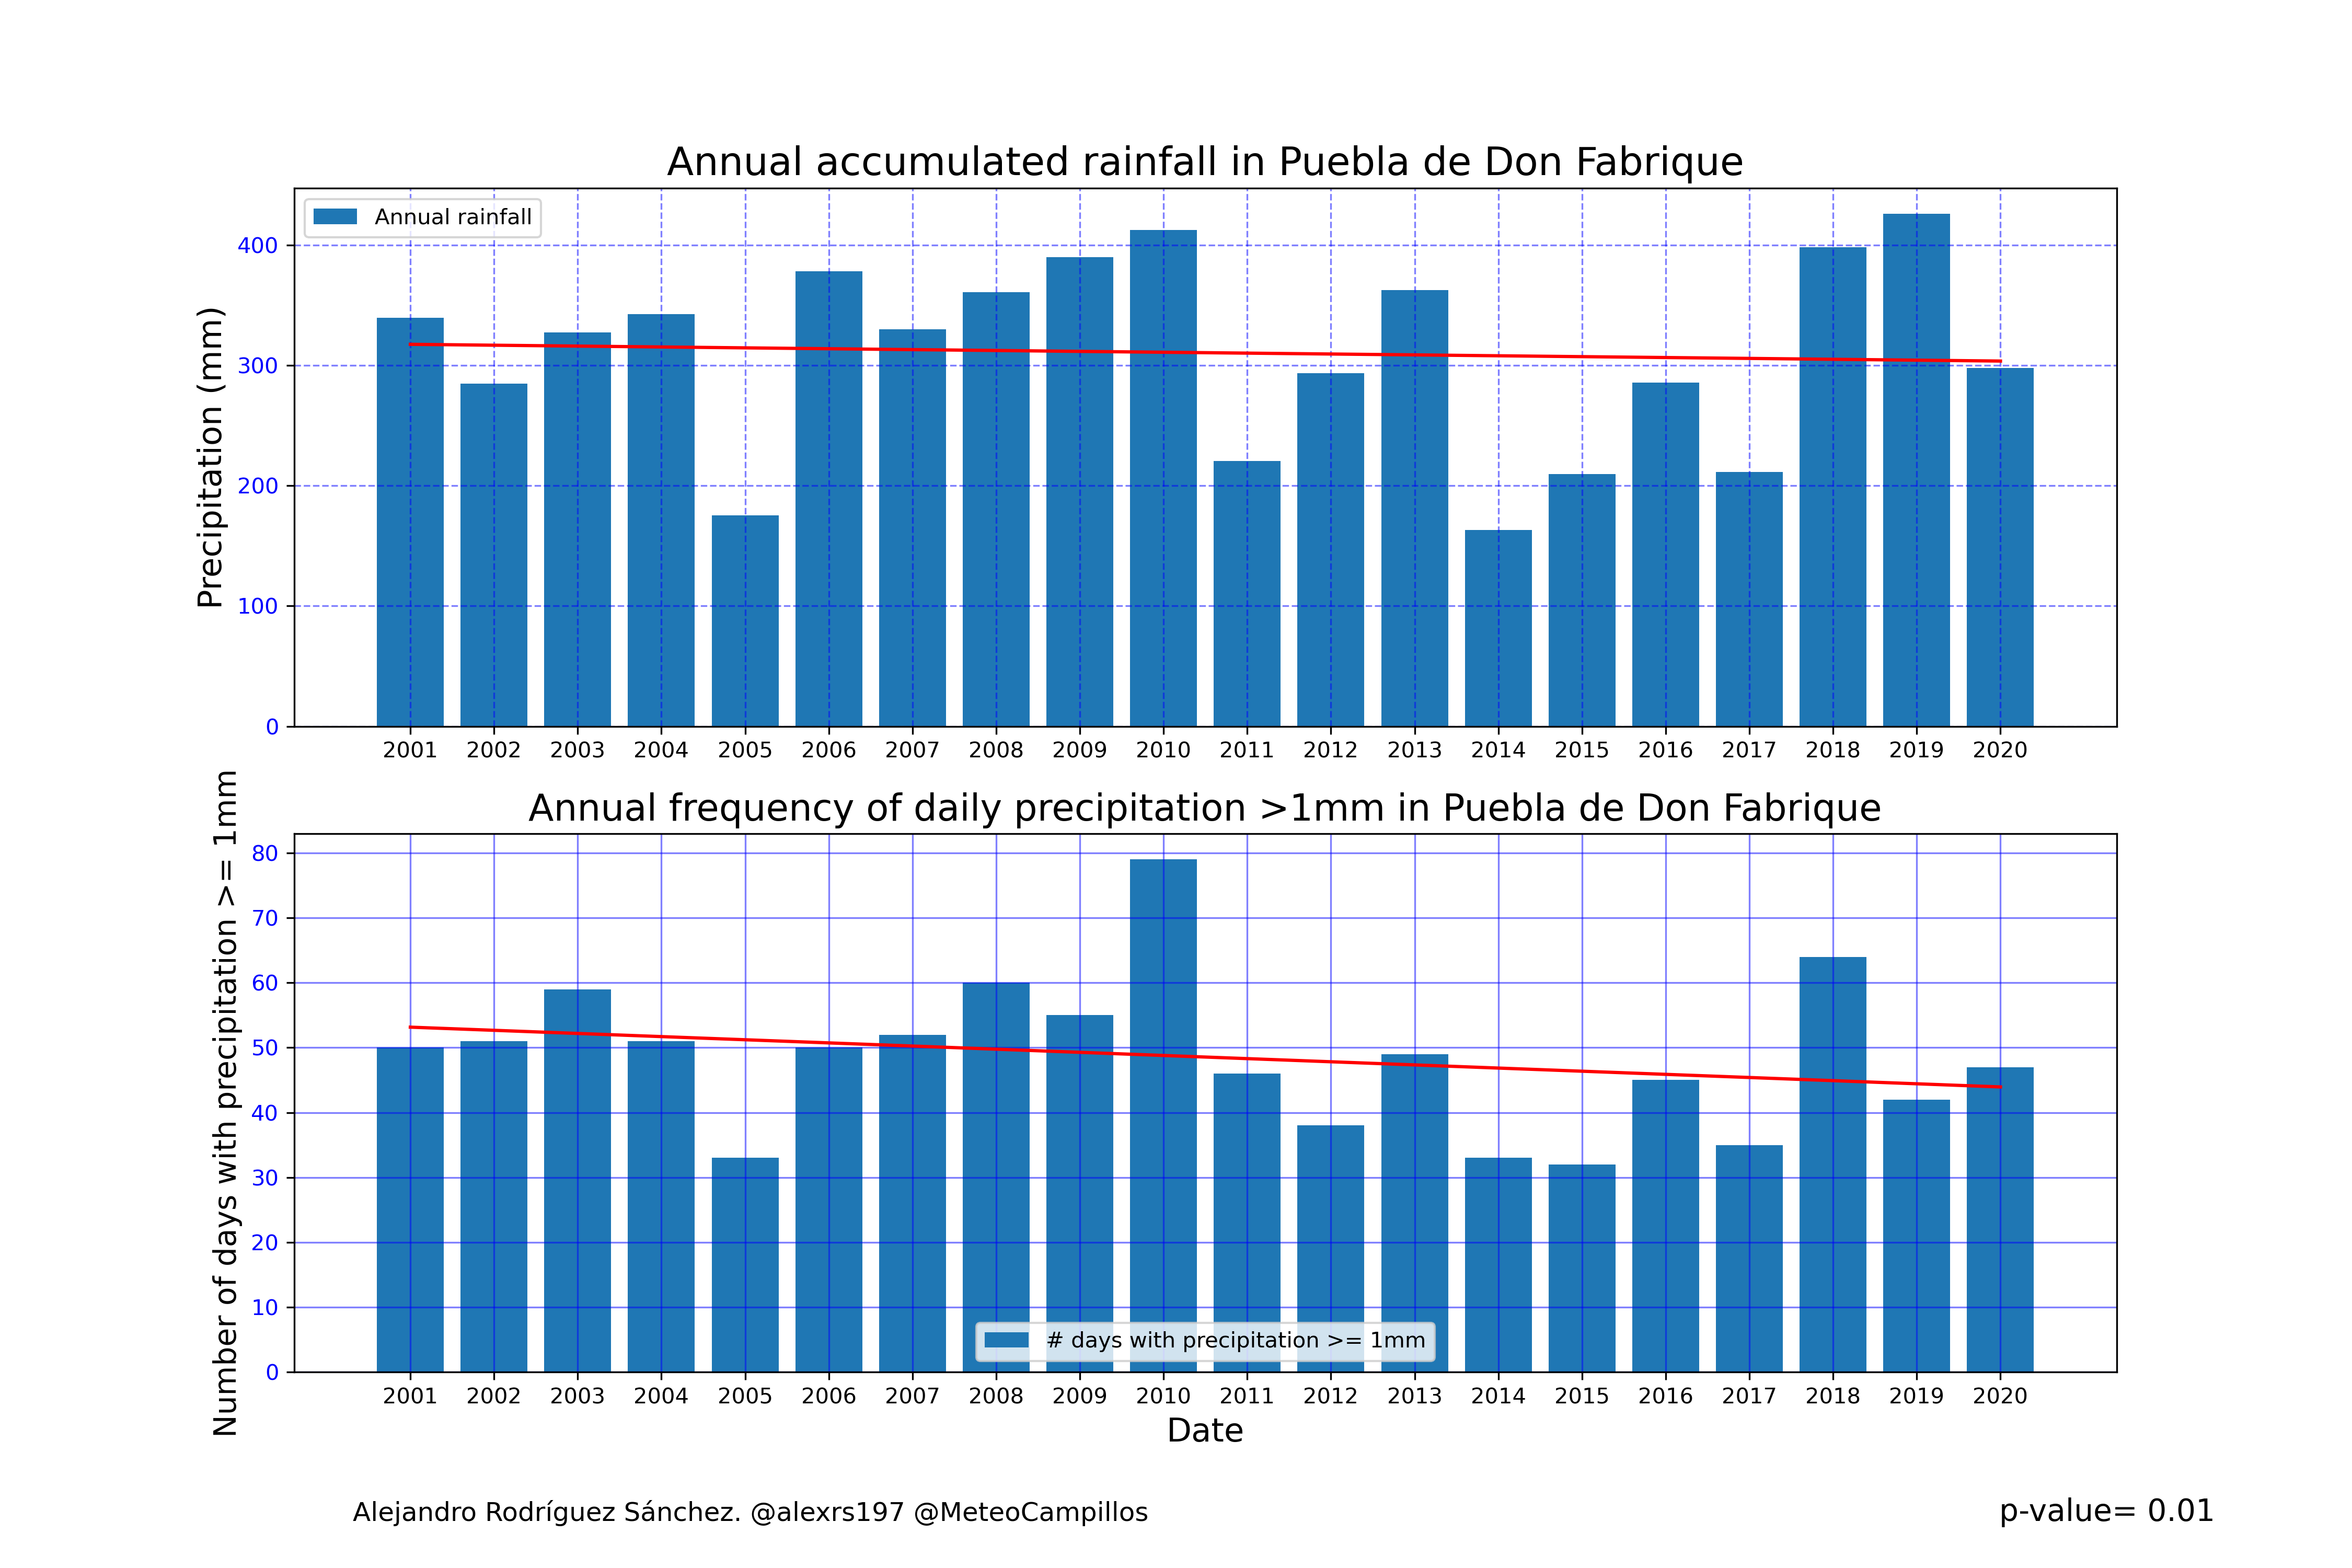 Annual accumulated rainfall in Puebla de Don Fabrique
Annual rainfall
Precipitation (mm)
400
300
200
100
0
2001 2002 2003 2004 2005 2006 2007 2008 2009 2010 2011 2012 2013 2014 2015 2016 2017 2018 2019 2020
Annual frequency of daily precipitation >1mm in Puebla de Don Fabrique
Number of days with precipitation >= 1mm
80
70
60
50
40
30
20
10
0
# days with precipitation >= 1mm
2001 2002 2003 2004 2005 2006 2007 2008 2009 2010 2011 2012 2013 2014 2015 2016 2017 2018 2019 2020
Date
Alejandro Rodríguez Sánchez. @alexrs197 @MeteoCampillos
p-value= 0.01